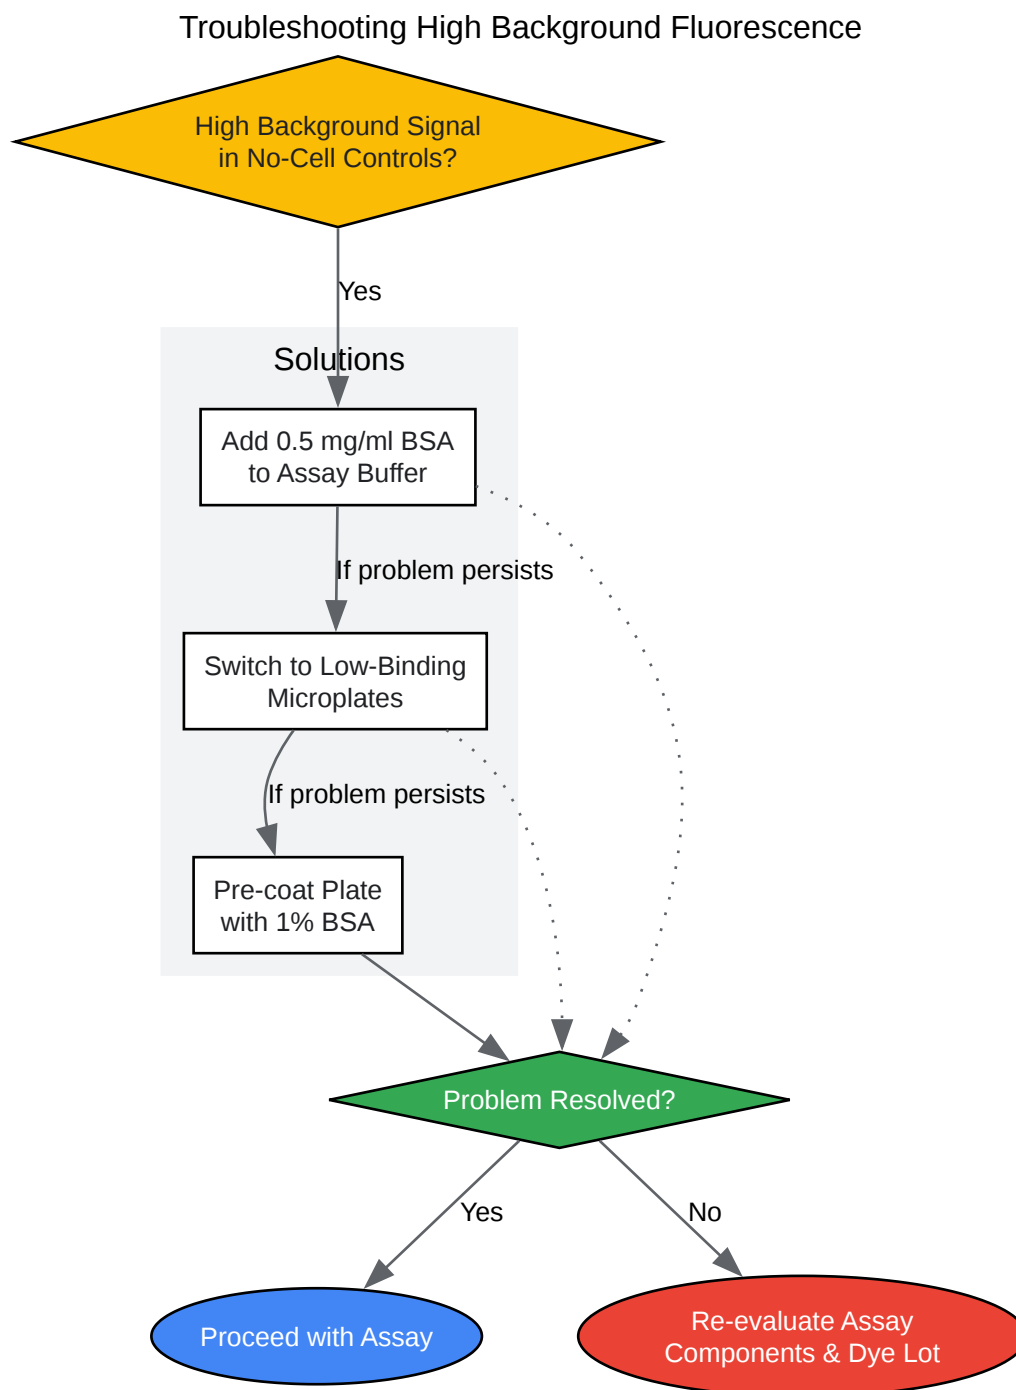 Troubleshooting High Background Fluorescence
High Background Signal
in No-Cell Controls?
Yes
Solutions
Add 0.5 mg/ml BSA
to Assay Buffer
If problem persists
Switch to Low-Binding
Microplates
If problem persists
Pre-coat Plate
with 1% BSA
Problem Resolved?
Yes
No
Proceed with Assay
Re-evaluate Assay
Components & Dye Lot